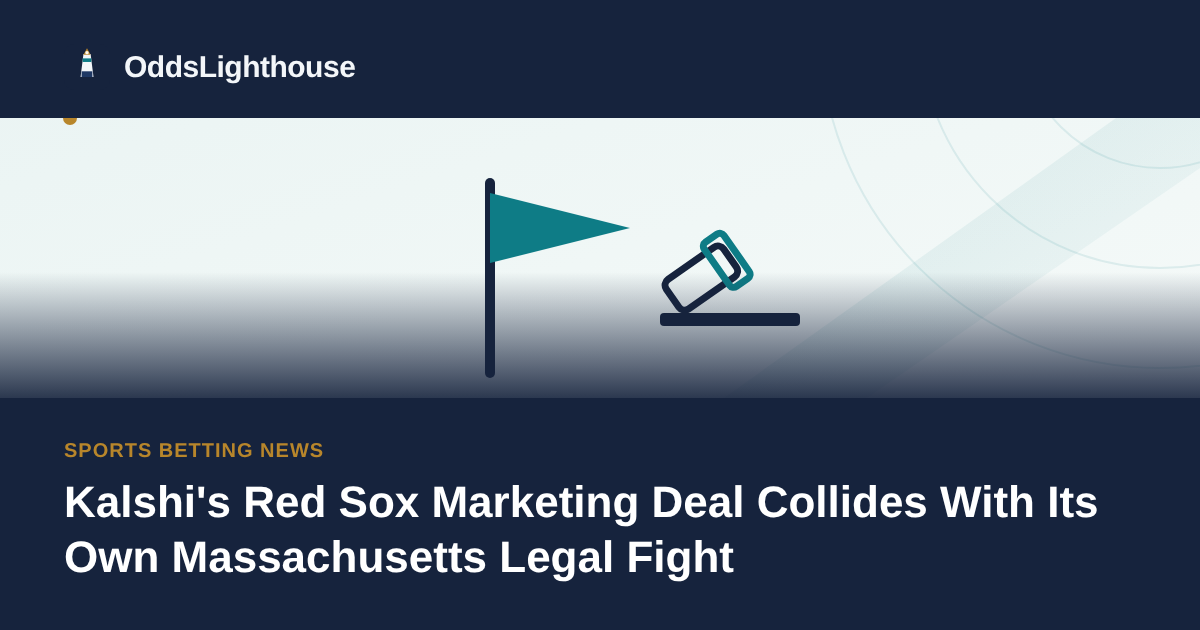 OddsLighthouse
SPORTS BETTING NEWS
Kalshi's Red Sox Marketing Deal Collides With Its
Own Massachusetts Legal Fight